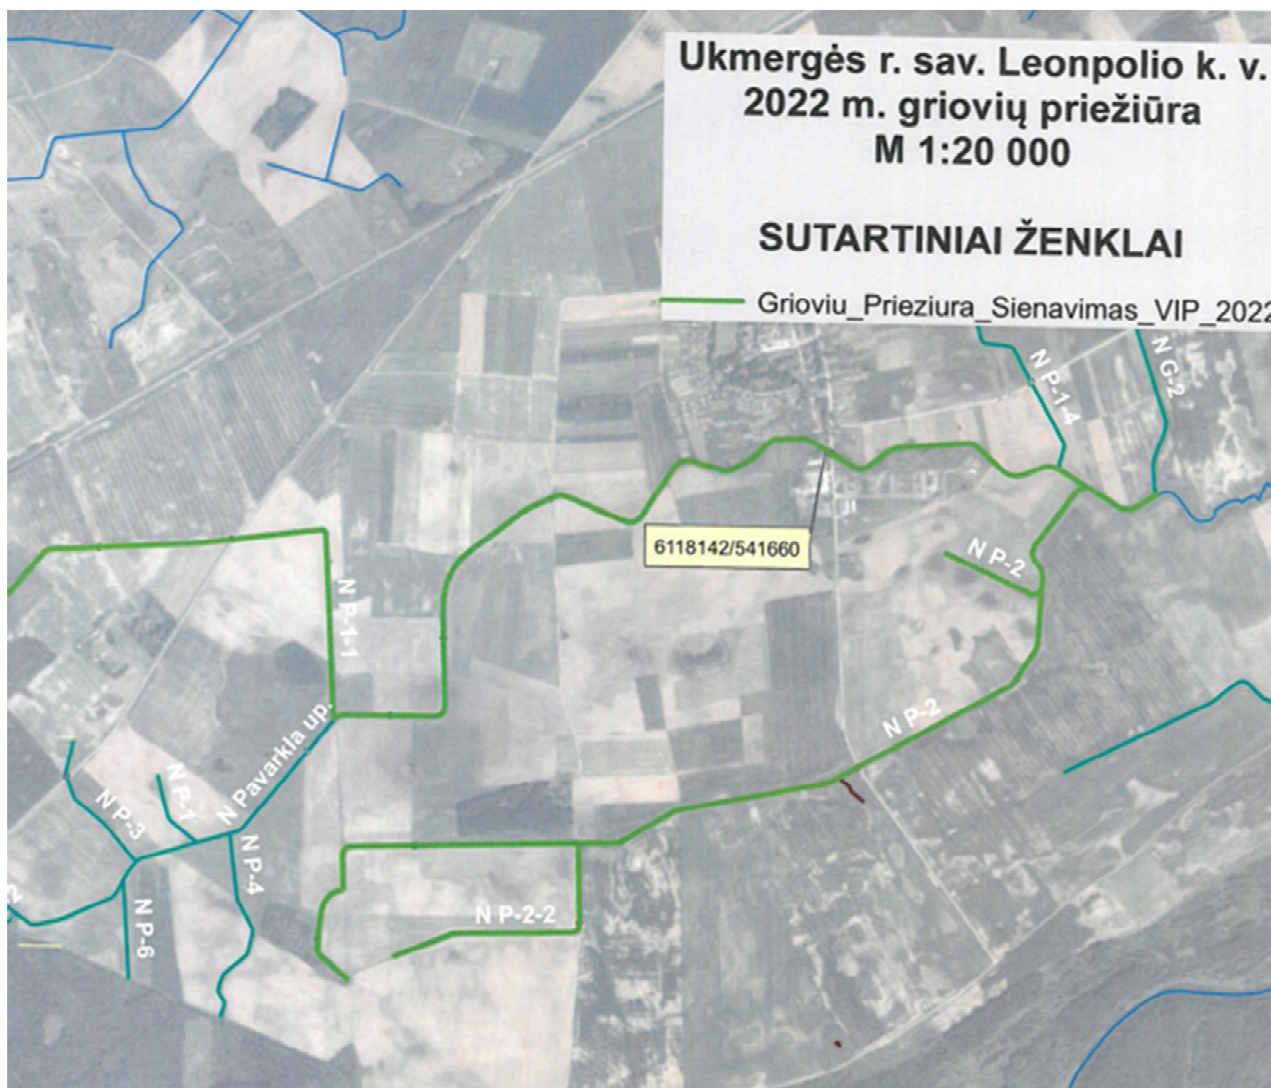 Ukmergės r. sav. Leonpolio k. v.
2022 m. griovių priežiūra
M 1:20 000
SUTARTINIAI ŽENKLAI
Grioviu_Prieziura_Sienavimas_VIP_2022
N P-1-4
N G-2
6118142/541660
N P-2
N P-1-1
N P-2
N Pavarkla up.
N P-1
N P-3
N P-4
N P-2-2
N P-6